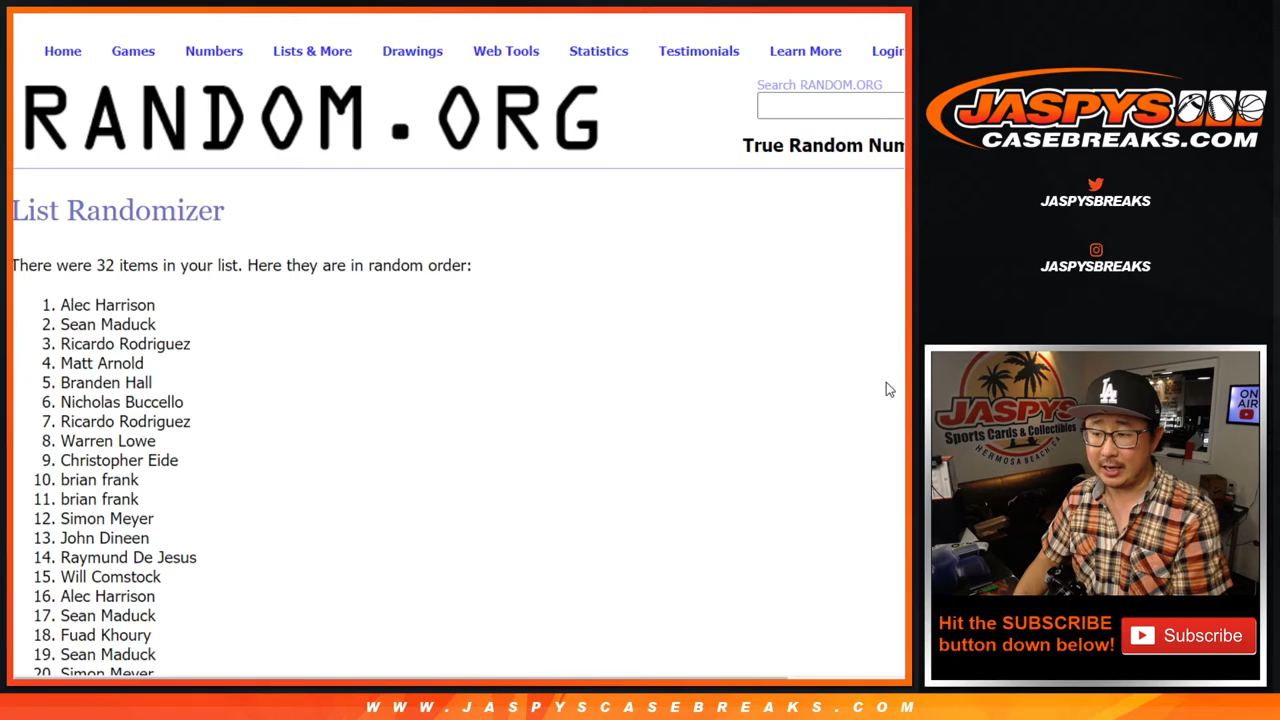 Home Games Numbers Lists & More Drawings Web Tools Statistics Testimonials Learn More Login
Search RANDOM.ORG
RANDOM.ORG
True Random Num
List Randomizer
There were 32 items in your list. Here they are in random order:
1. Alec Harrison
2. Sean Maduck
3. Ricardo Rodriguez
4. Matt Arnold
5. Branden Hall
6. Nicholas Buccello
7. Ricardo Rodriguez
8. Warren Lowe
9. Christopher Eide
10. brian frank
11. brian frank
12. Simon Meyer
13. John Dineen
14. Raymund De Jesus
15. Will Comstock
16. Alec Harrison
17. Sean Maduck
18. Fuad Khoury
19. Sean Maduck
20. Simon Meyer
JASPYS
CASEBREAKS.COM
JASPYSBREAKS
JASPYSBREAKS
JASPYS
Sports Cards & Collectibles
HERMOSA BEACH, CA
LA
ON
AIR
Hit the SUBSCRIBE
button down below!
Subscribe
WWW.JASPYSCASEBREAKS.COM